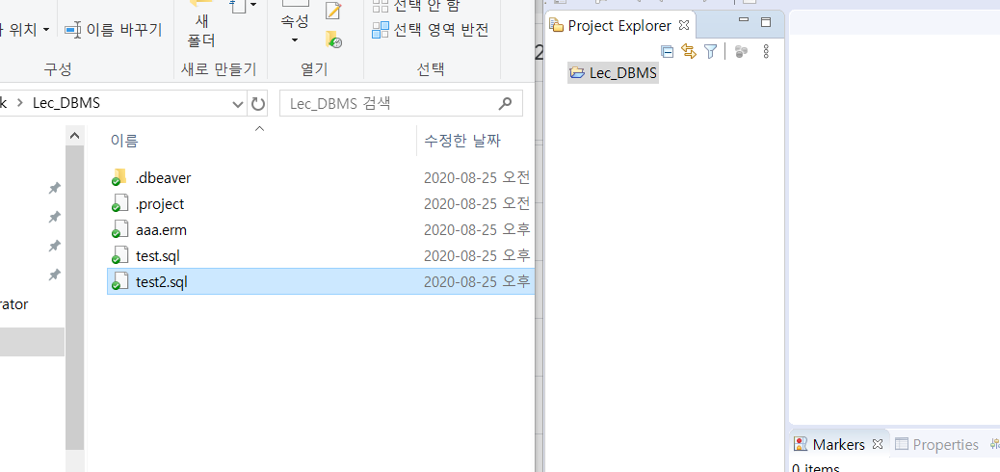 위치
이름 바꾸기
새
폴더
속성
선택 안 함
선택 영역 반전
구성
새로 만들기
열기
선택
k > Lec_DBMS
Lec_DBMS 검색
이름
수정한 날짜
.dbeaver
2020-08-25 오전
.project
2020-08-25 오전
aaa.erm
2020-08-25 오후
test.sql
2020-08-25 오후
test2.sql
2020-08-25 오후
rator
2
Project Explorer
Lec_DBMS
Markers
Properties
0 items